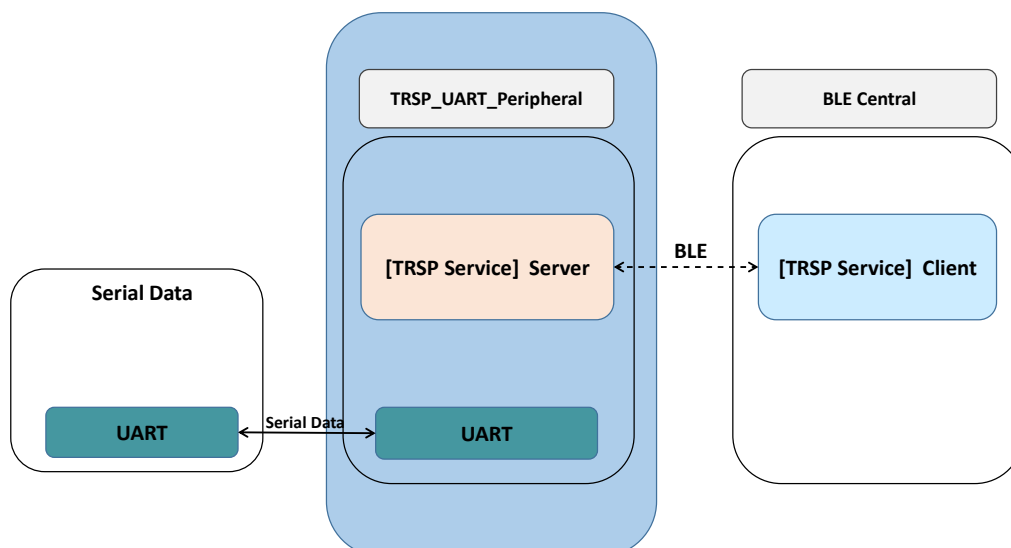 TRSP_UART_Peripheral
BLE Central
[TRSP Service]  Server
BLE
[TRSP Service]  Client
Serial Data
UART
Serial Data
UART